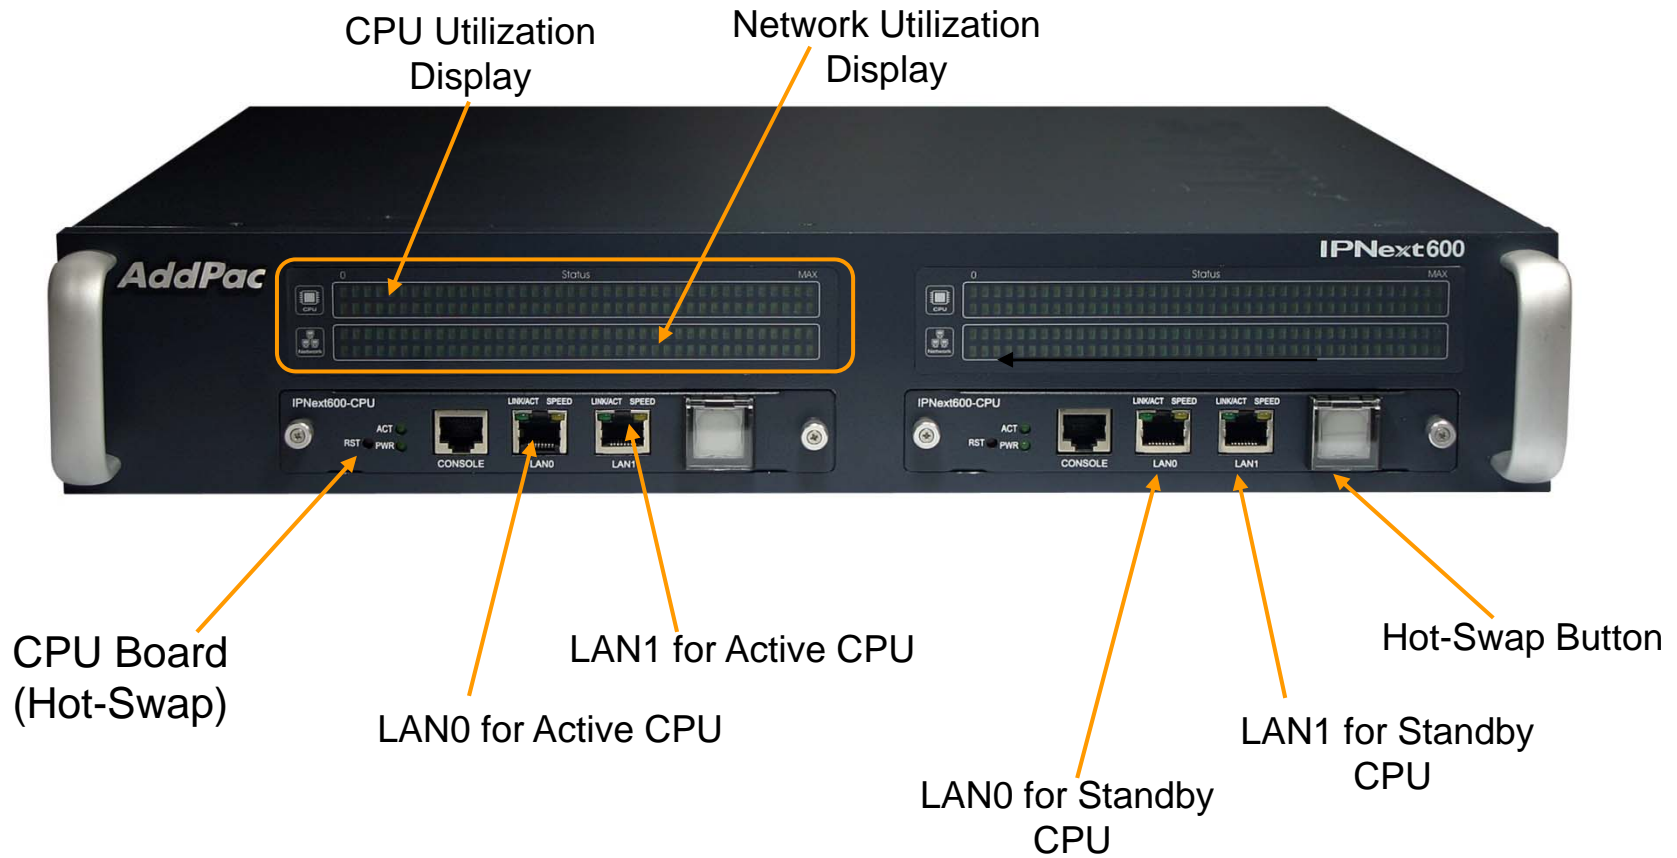 CPU Utilization
Display
Network Utilization
Display
IPNext600
AddPac
0 Status MAX
CPU
Network
0 Status MAX
CPU
Network
IPNext600-CPU
LINK/ACT SPEED
LINK/ACT SPEED
ACT
RST
PWR
CONSOLE
LAN0
LAN1
IPNext600-CPU
LINK/ACT SPEED
LINK/ACT SPEED
ACT
RST
PWR
CONSOLE
LAN0
LAN1
CPU Board
(Hot-Swap)
LAN1 for Active CPU
LAN0 for Active CPU
Hot-Swap Button
LAN1 for Standby
CPU
LAN0 for Standby
CPU